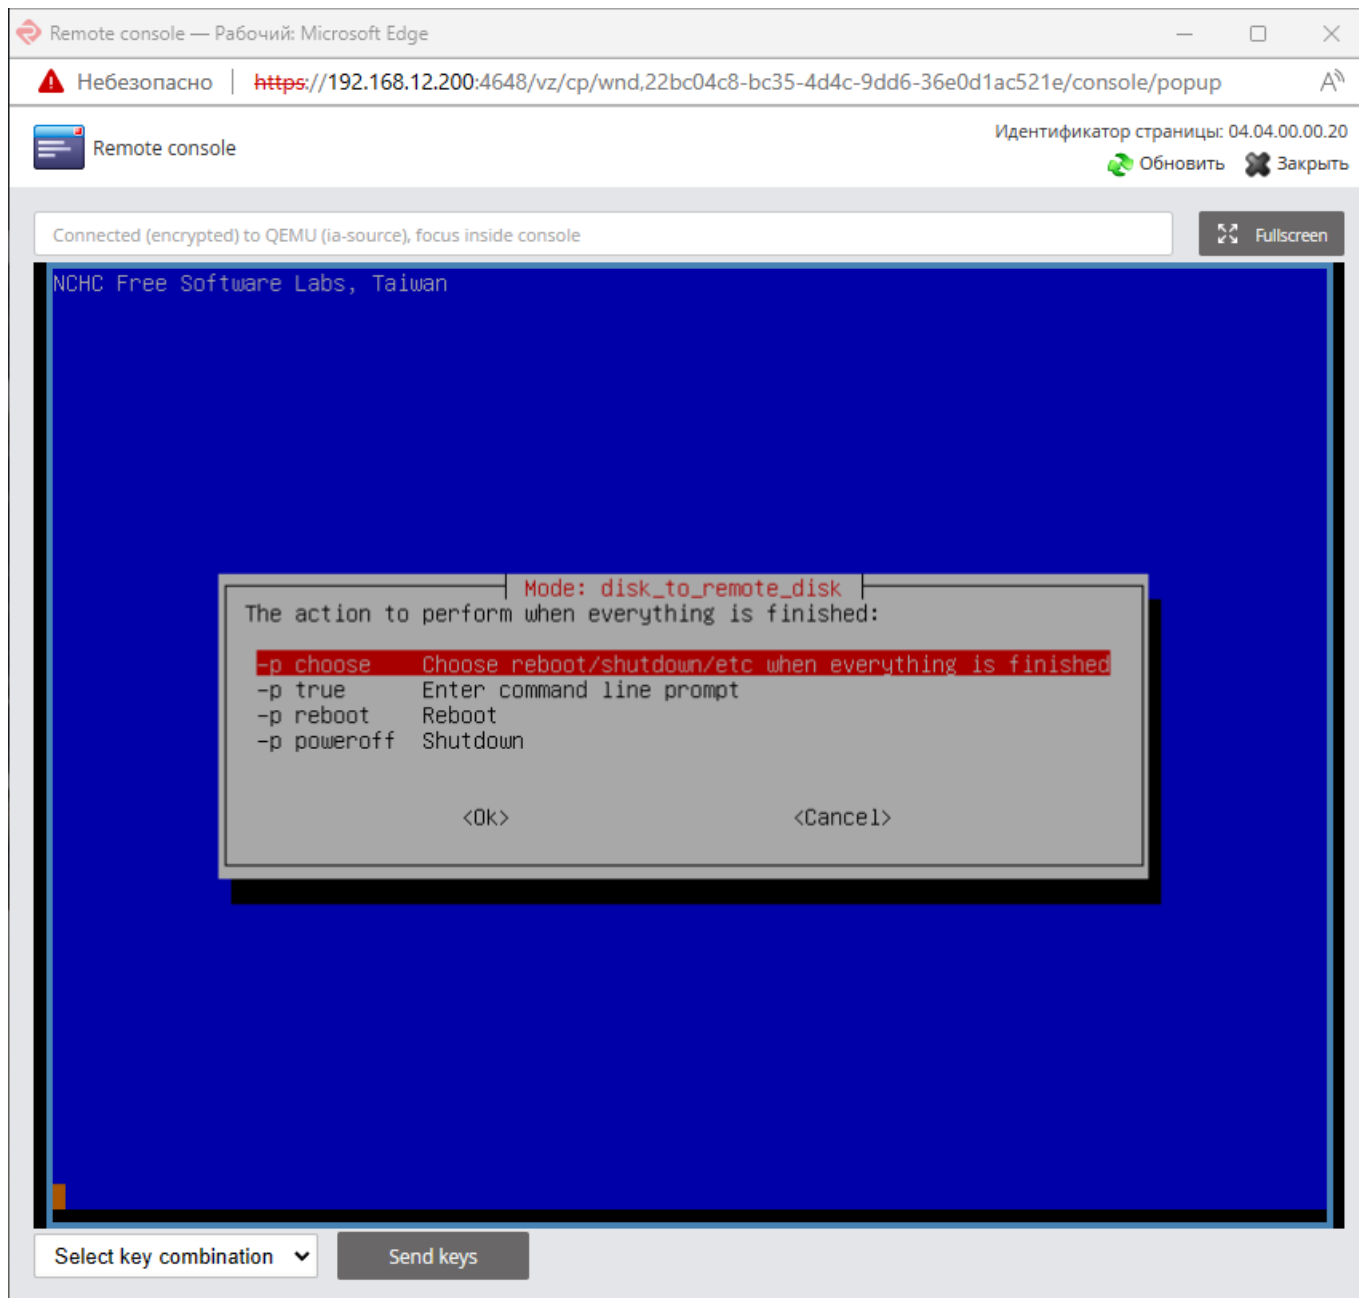 Remote console — Рабочий: Microsoft Edge
Небезопасно https://192.168.12.200:4648/vz/cp/wnd,22bc04c8-bc35-4d4c-9dd6-36e0d1ac521e/console/popup
Remote console
Идентификатор страницы: 04.04.00.00.20
Обновить Закрыть
Connected (encrypted) to QEMU (ia-source), focus inside console
Fullscreen
NCHC Free Software Labs, Taiwan
Mode: disk_to_remote_disk
The action to perform when everything is finished:
-p choose Choose reboot/shutdown/etc when everything is finished
-p true Enter command line prompt
-p reboot Reboot
-p poweroff Shutdown
<Ok> <Cancel>
Select key combination Send keys